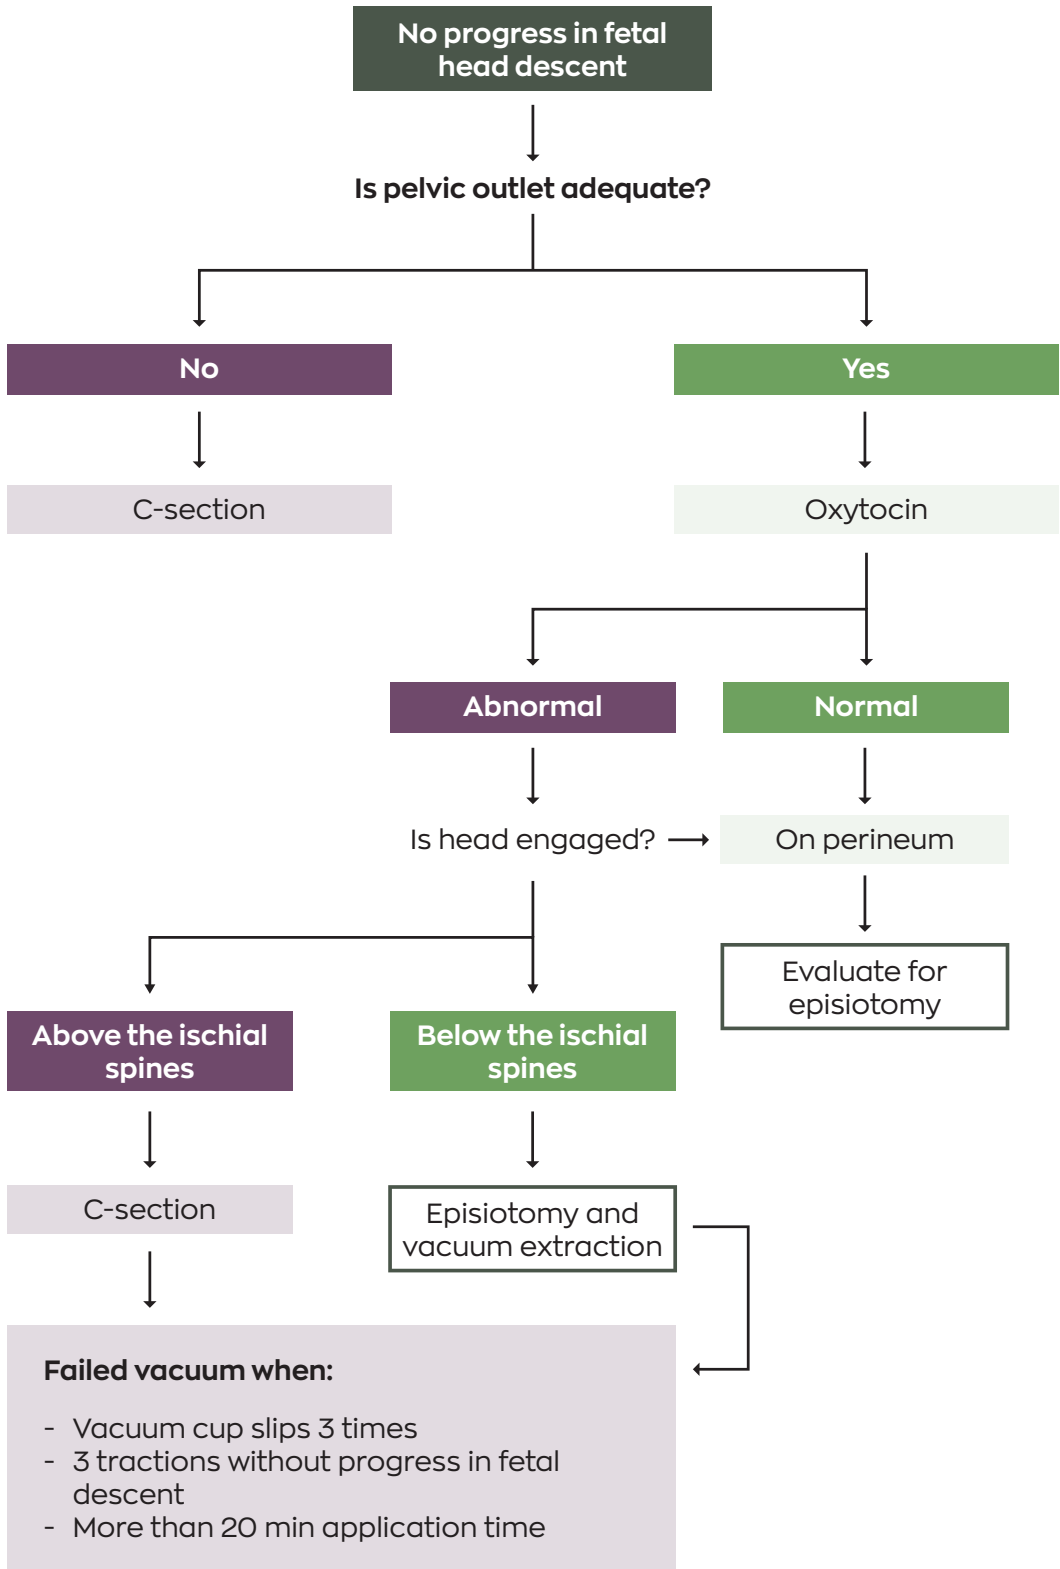 No progress in fetal
head descent
Is pelvic outlet adequate?
No
Yes
C-section
Oxytocin
Abnormal
Normal
Is head engaged?
On perineum
Evaluate for
episiotomy
Above the ischial
spines
Below the ischial
spines
C-section
Episiotomy and
vacuum extraction
Failed vacuum when:
- Vacuum cup slips 3 times
- 3 tractions without progress in fetal
descent
- More than 20 min application time